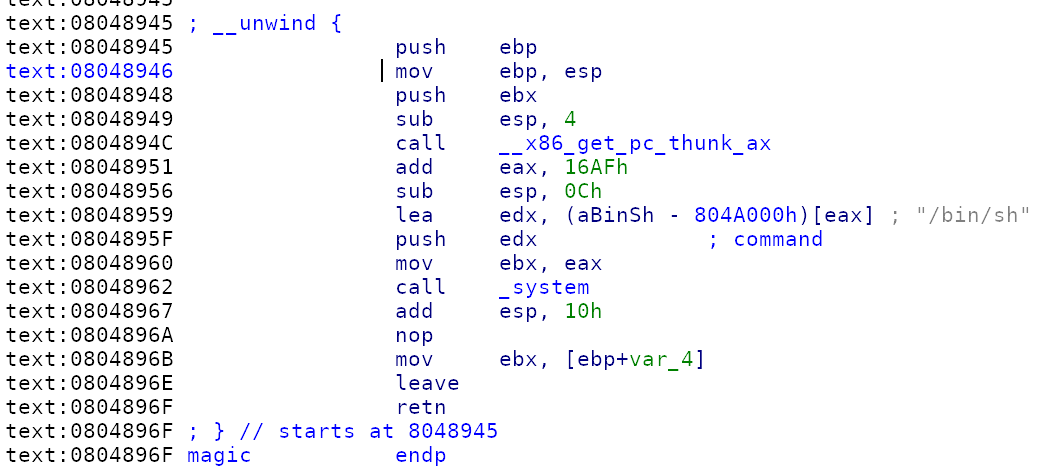 text:08048945
text:08048945 ; __unwind {
text:08048945 push ebp
text:08048946 mov ebp, esp
text:08048948 push ebx
text:08048949 sub esp, 4
text:0804894C call __x86_get_pc_thunk_ax
text:08048951 add eax, 16AFh
text:08048956 sub esp, 0Ch
text:08048959 lea edx, (aBinSh - 804A000h)[eax] ; "/bin/sh"
text:0804895F push edx ; command
text:08048960 mov ebx, eax
text:08048962 call _system
text:08048967 add esp, 10h
text:0804896A nop
text:0804896B mov ebx, [ebp+var_4]
text:0804896E leave
text:0804896F retn
text:0804896F ; } // starts at 8048945
text:0804896F magic endp